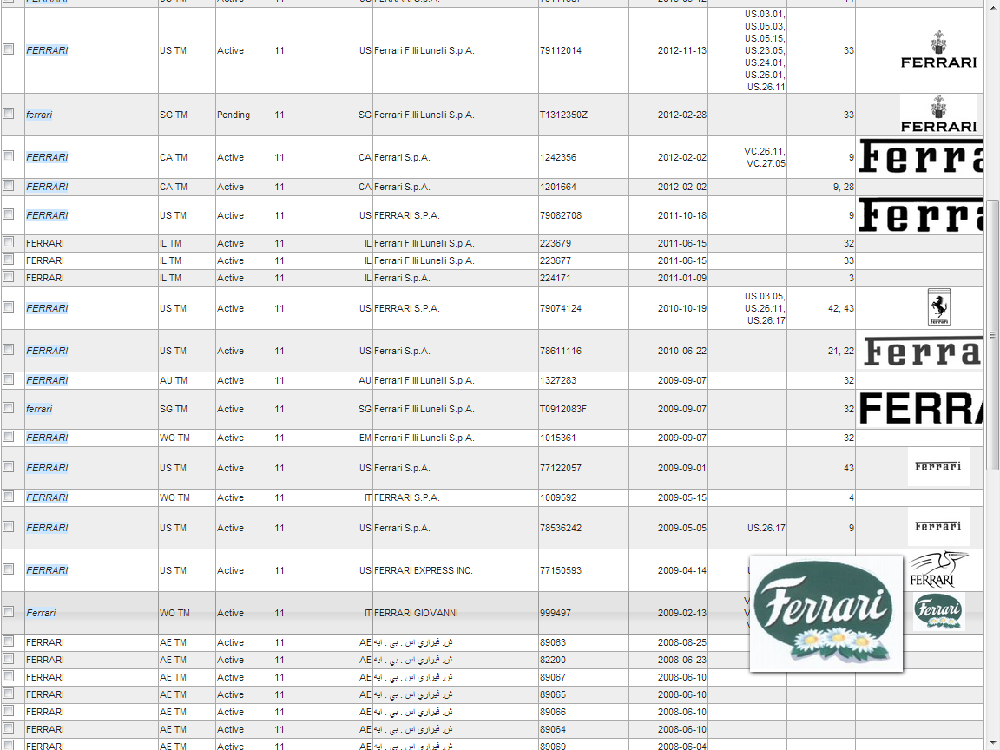 US.03.01,
US.05.03,
US.05.15,
US.23.05,
US.24.01,
US.26.01,
US.26.11
FERRARI US TM Active 11 US Ferrari F.lli Lunelli S.p.A. 79112014 2012-11-13 33 FERRARI
ferrari SG TM Pending 11 SG Ferrari F.lli Lunelli S.p.A. T1312350Z 2012-02-28 33 FERRARI
FERRARI CA TM Active 11 CA Ferrari S.p.A. 1242356 2012-02-02 VC.26.11, VC.27.05 9 Ferra
FERRARI CA TM Active 11 CA Ferrari S.p.A. 1201664 2012-02-02 9, 28
FERRARI US TM Active 11 US FERRARI S.P.A. 79082708 2011-10-18 9 Ferra
FERRARI IL TM Active 11 IL Ferrari F.lli Lunelli S.p.A. 223679 2011-06-15 32
FERRARI IL TM Active 11 IL Ferrari F.lli Lunelli S.p.A. 223677 2011-06-15 33
FERRARI IL TM Active 11 IL Ferrari S.p.A. 224171 2011-01-09 3
FERRARI US TM Active 11 US FERRARI S.P.A. 79074124 2010-10-19 US.03.05, US.26.11, US.26.17 42, 43 Ferrari
FERRARI US TM Active 11 US Ferrari S.p.A. 78611116 2010-06-22 21, 22 Ferra
FERRARI AU TM Active 11 AU Ferrari F.lli Lunelli S.p.A. 1327283 2009-09-07 32
ferrari SG TM Active 11 SG Ferrari F.lli Lunelli S.p.A. T0912083F 2009-09-07 32 FERRA
FERRARI WO TM Active 11 EM Ferrari F.lli Lunelli S.p.A. 1015361 2009-09-07 32
FERRARI US TM Active 11 US Ferrari S.p.A. 77122057 2009-09-01 43 Ferrari
FERRARI WO TM Active 11 IT FERRARI S.P.A. 1009592 2009-05-15 4
FERRARI US TM Active 11 US Ferrari S.p.A. 78536242 2009-05-05 US.26.17 9 Ferrari
FERRARI US TM Active 11 US FERRARI EXPRESS INC. 77150593 2009-04-14 FERRARI
Ferrari WO TM Active 11 IT FERRARI GIOVANNI 999497 2009-02-13 Ferrari Ferrari
FERRARI AE TM Active 11 AE ش. فيراري اس . بي . ايه 89063 2008-08-25
FERRARI AE TM Active 11 AE ش. فيراري اس . بي . ايه 82200 2008-06-23
FERRARI AE TM Active 11 AE ش. فيراري اس . بي . ايه 89067 2008-06-10
FERRARI AE TM Active 11 AE ش. فيراري اس . بي . ايه 89065 2008-06-10
FERRARI AE TM Active 11 AE ش. فيراري اس . بي . ايه 89066 2008-06-10
FERRARI AE TM Active 11 AE ش. فيراري اس . بي . ايه 89064 2008-06-10
FERRARI AE TM Active 11 AE ش. فيراري اس . بي . ايه 89069 2008-06-04